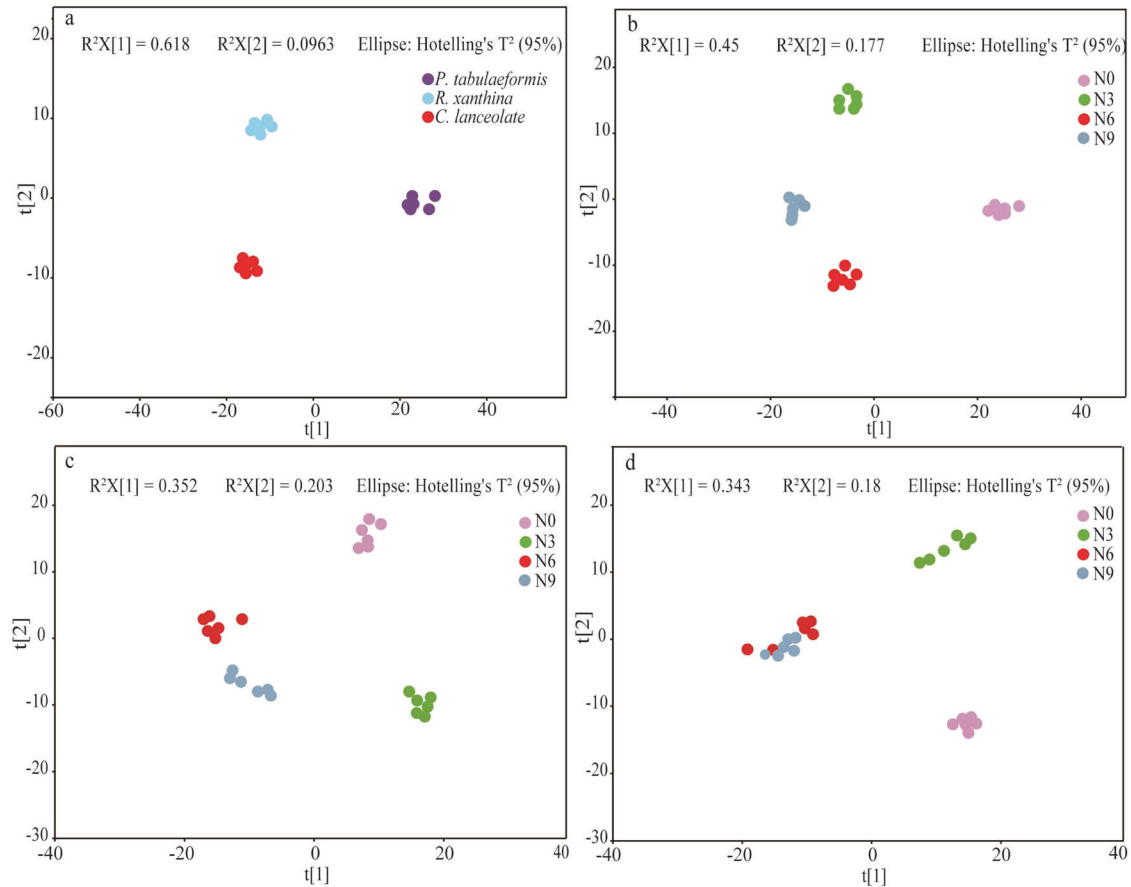 a
R²X[1] = 0.618 R²X[2] = 0.0963 Ellipse: Hotelling's T² (95%)
P. tabulaeformis
R. xanthina
C. lanceolate
20
10
0
-10
-20
t[2]
-60 -40 -20 0 20 40
t[1]
b
R²X[1] = 0.45 R²X[2] = 0.177 Ellipse: Hotelling's T² (95%)
N0
N3
N6
N9
20
10
0
-10
-20
t[2]
-40 -20 0 20 40
t[1]
c
R²X[1] = 0.352 R²X[2] = 0.203 Ellipse: Hotelling's T² (95%)
N0
N3
N6
N9
20
10
0
-10
-20
-30
t[2]
-40 -20 0 20 40
t[1]
d
R²X[1] = 0.343 R²X[2] = 0.18 Ellipse: Hotelling's T² (95%)
N0
N3
N6
N9
20
10
0
-10
-20
-30
t[2]
-40 -20 0 20 40
t[1]